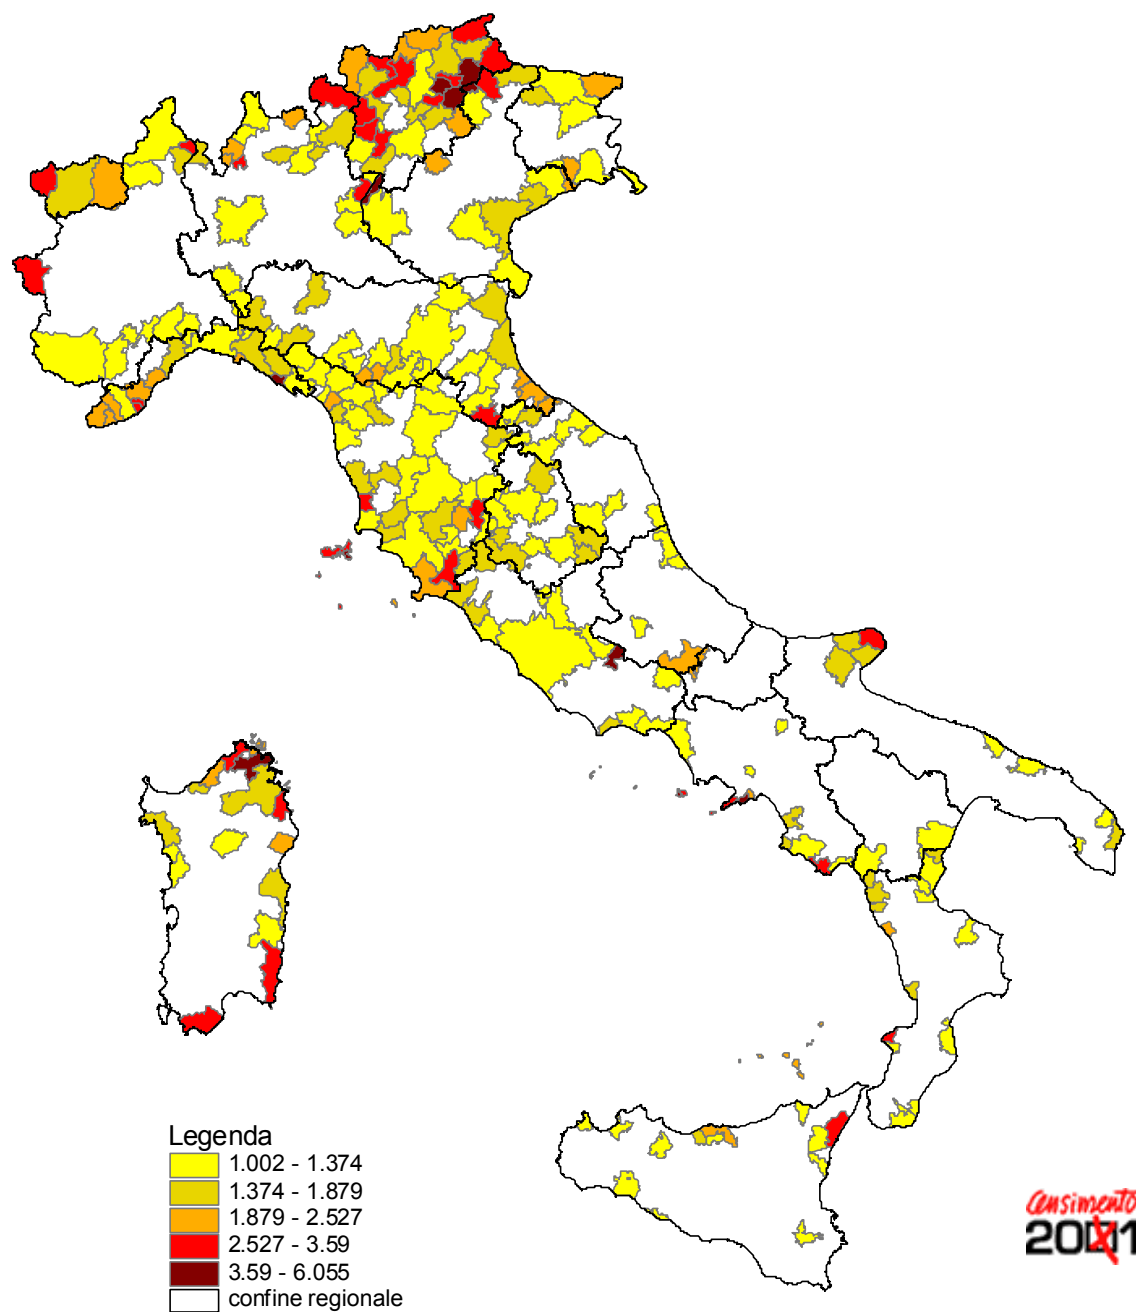 Legenda
1.002 - 1.374
1.374 - 1.879
1.879 - 2.527
2.527 - 3.59
3.59 - 6.055
confine regionale
Censimento
2001